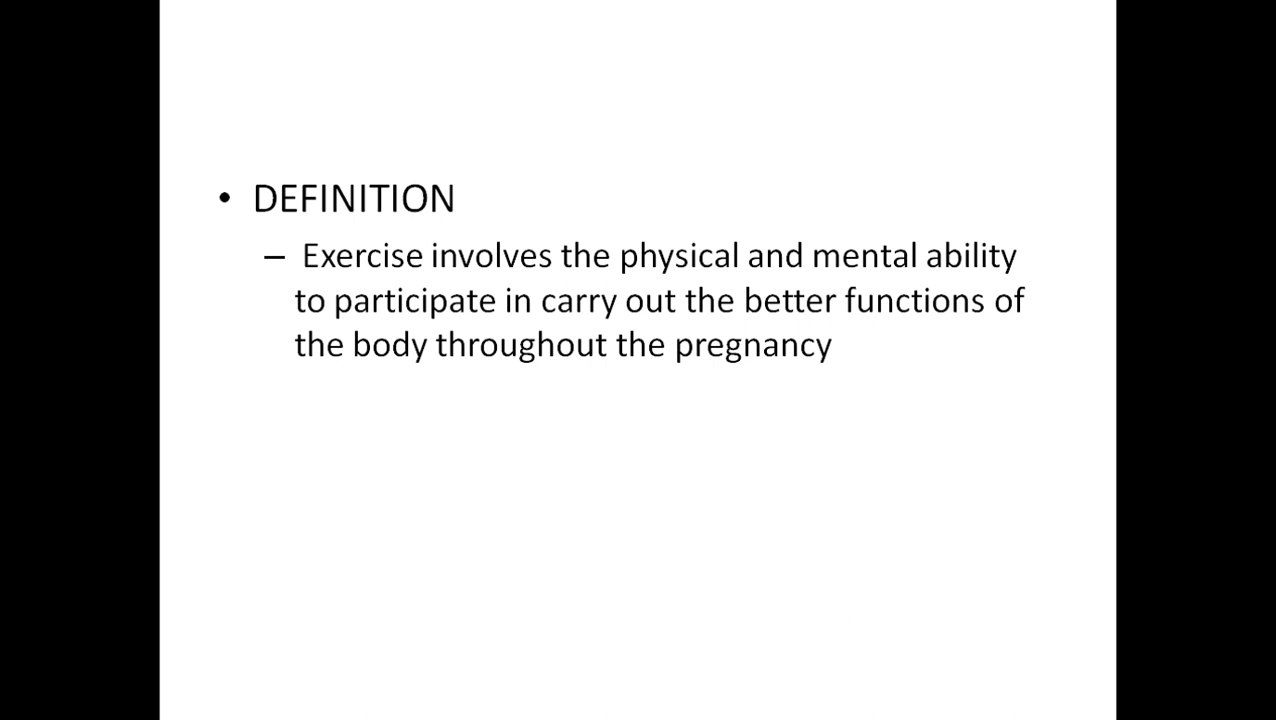 • DEFINITION
– Exercise involves the physical and mental ability
to participate in carry out the better functions of
the body throughout the pregnancy